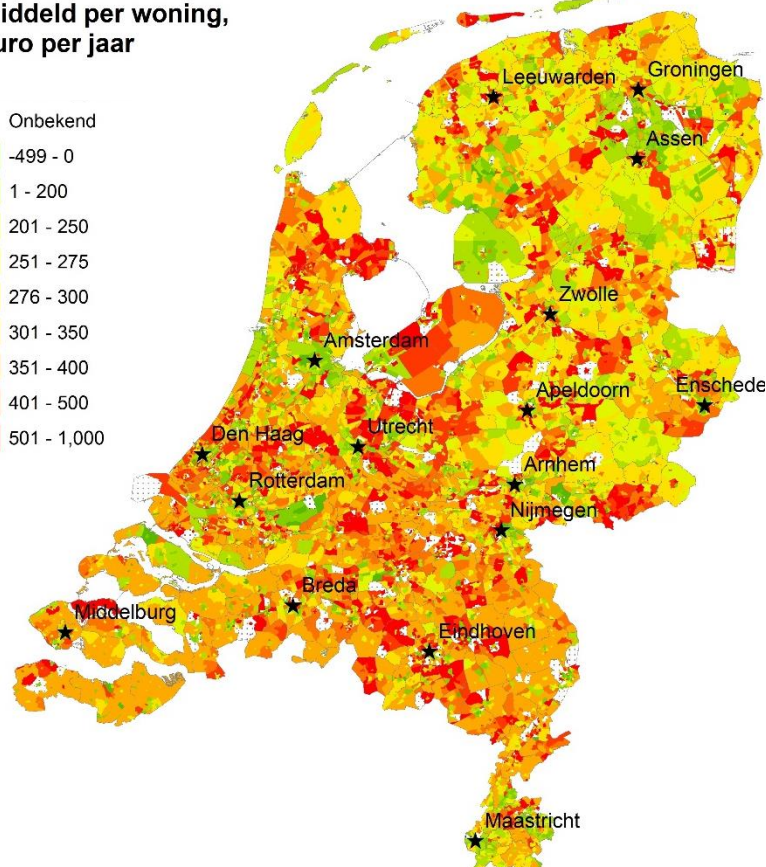 iddeld per woning,
uro per jaar
Onbekend
-499 - 0
1 - 200
201 - 250
251 - 275
276 - 300
301 - 350
351 - 400
401 - 500
501 - 1,000
Leeuwarden
Groningen
Assen
Zwolle
Amsterdam
Apeldoorn
Enschede
Den Haag
Utrecht
Arnhem
Rotterdam
Nijmegen
Breda
Middelburg
Eindhoven
Maastricht